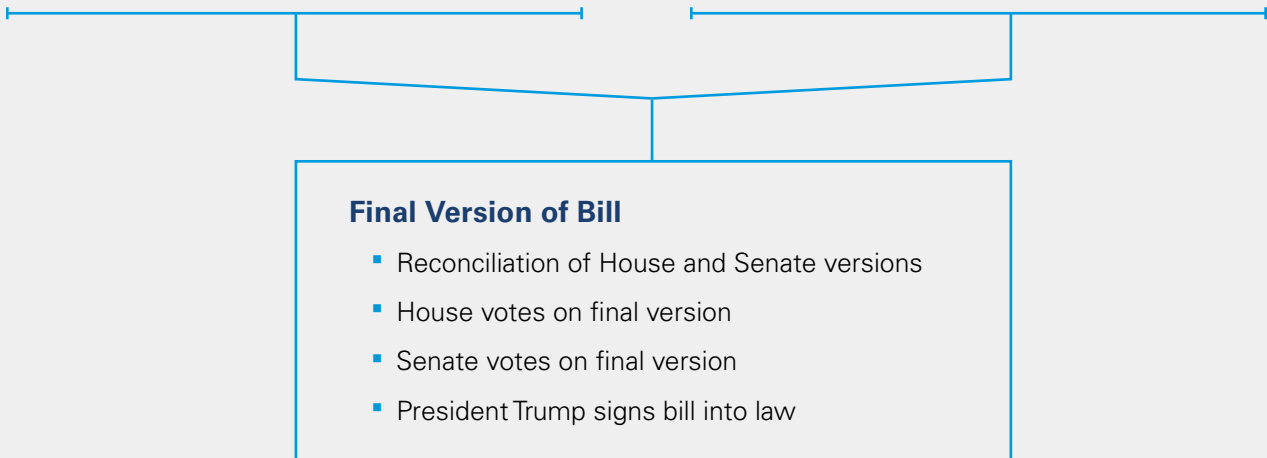 Final Version of Bill
Reconciliation of House and Senate versions
House votes on final version
Senate votes on final version
President Trump signs bill into law